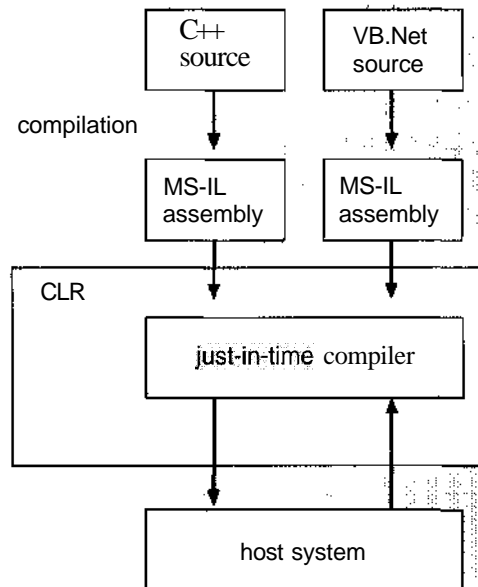 C++
source
VB.Net
source
compilation
MS-IL
assembly
MS-IL
assembly
CLR
just-in-time compiler
host system